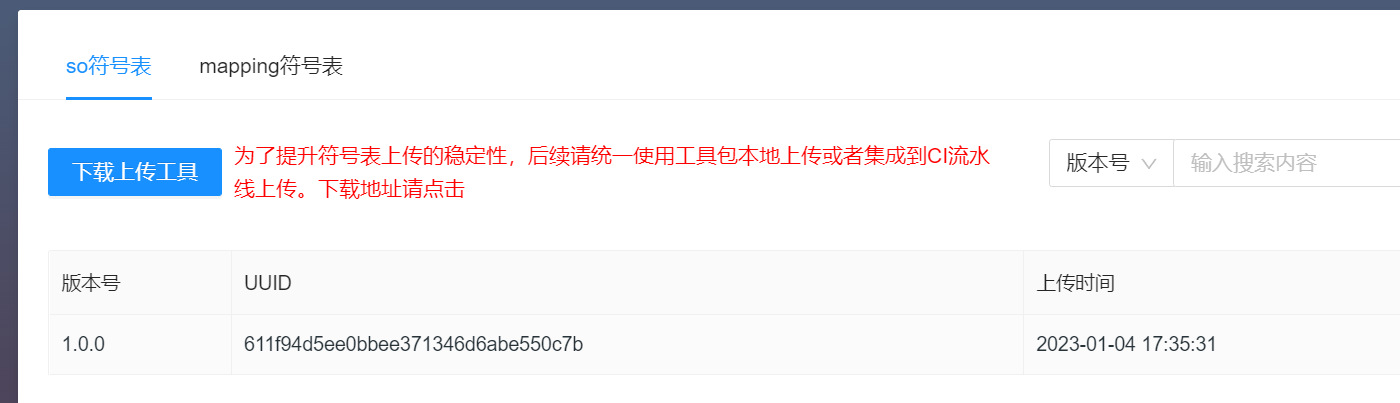 so符号表 mapping符号表
下载上传工具
为了提升符号表上传的稳定性，后续请统一使用工具包本地上传或者集成到CI流水
线上传。下载地址请点击
版本号 输入搜索内容
版本号 UUID 上传时间
1.0.0 611f94d5ee0bbee371346d6abe550c7b 2023-01-04 17:35:31